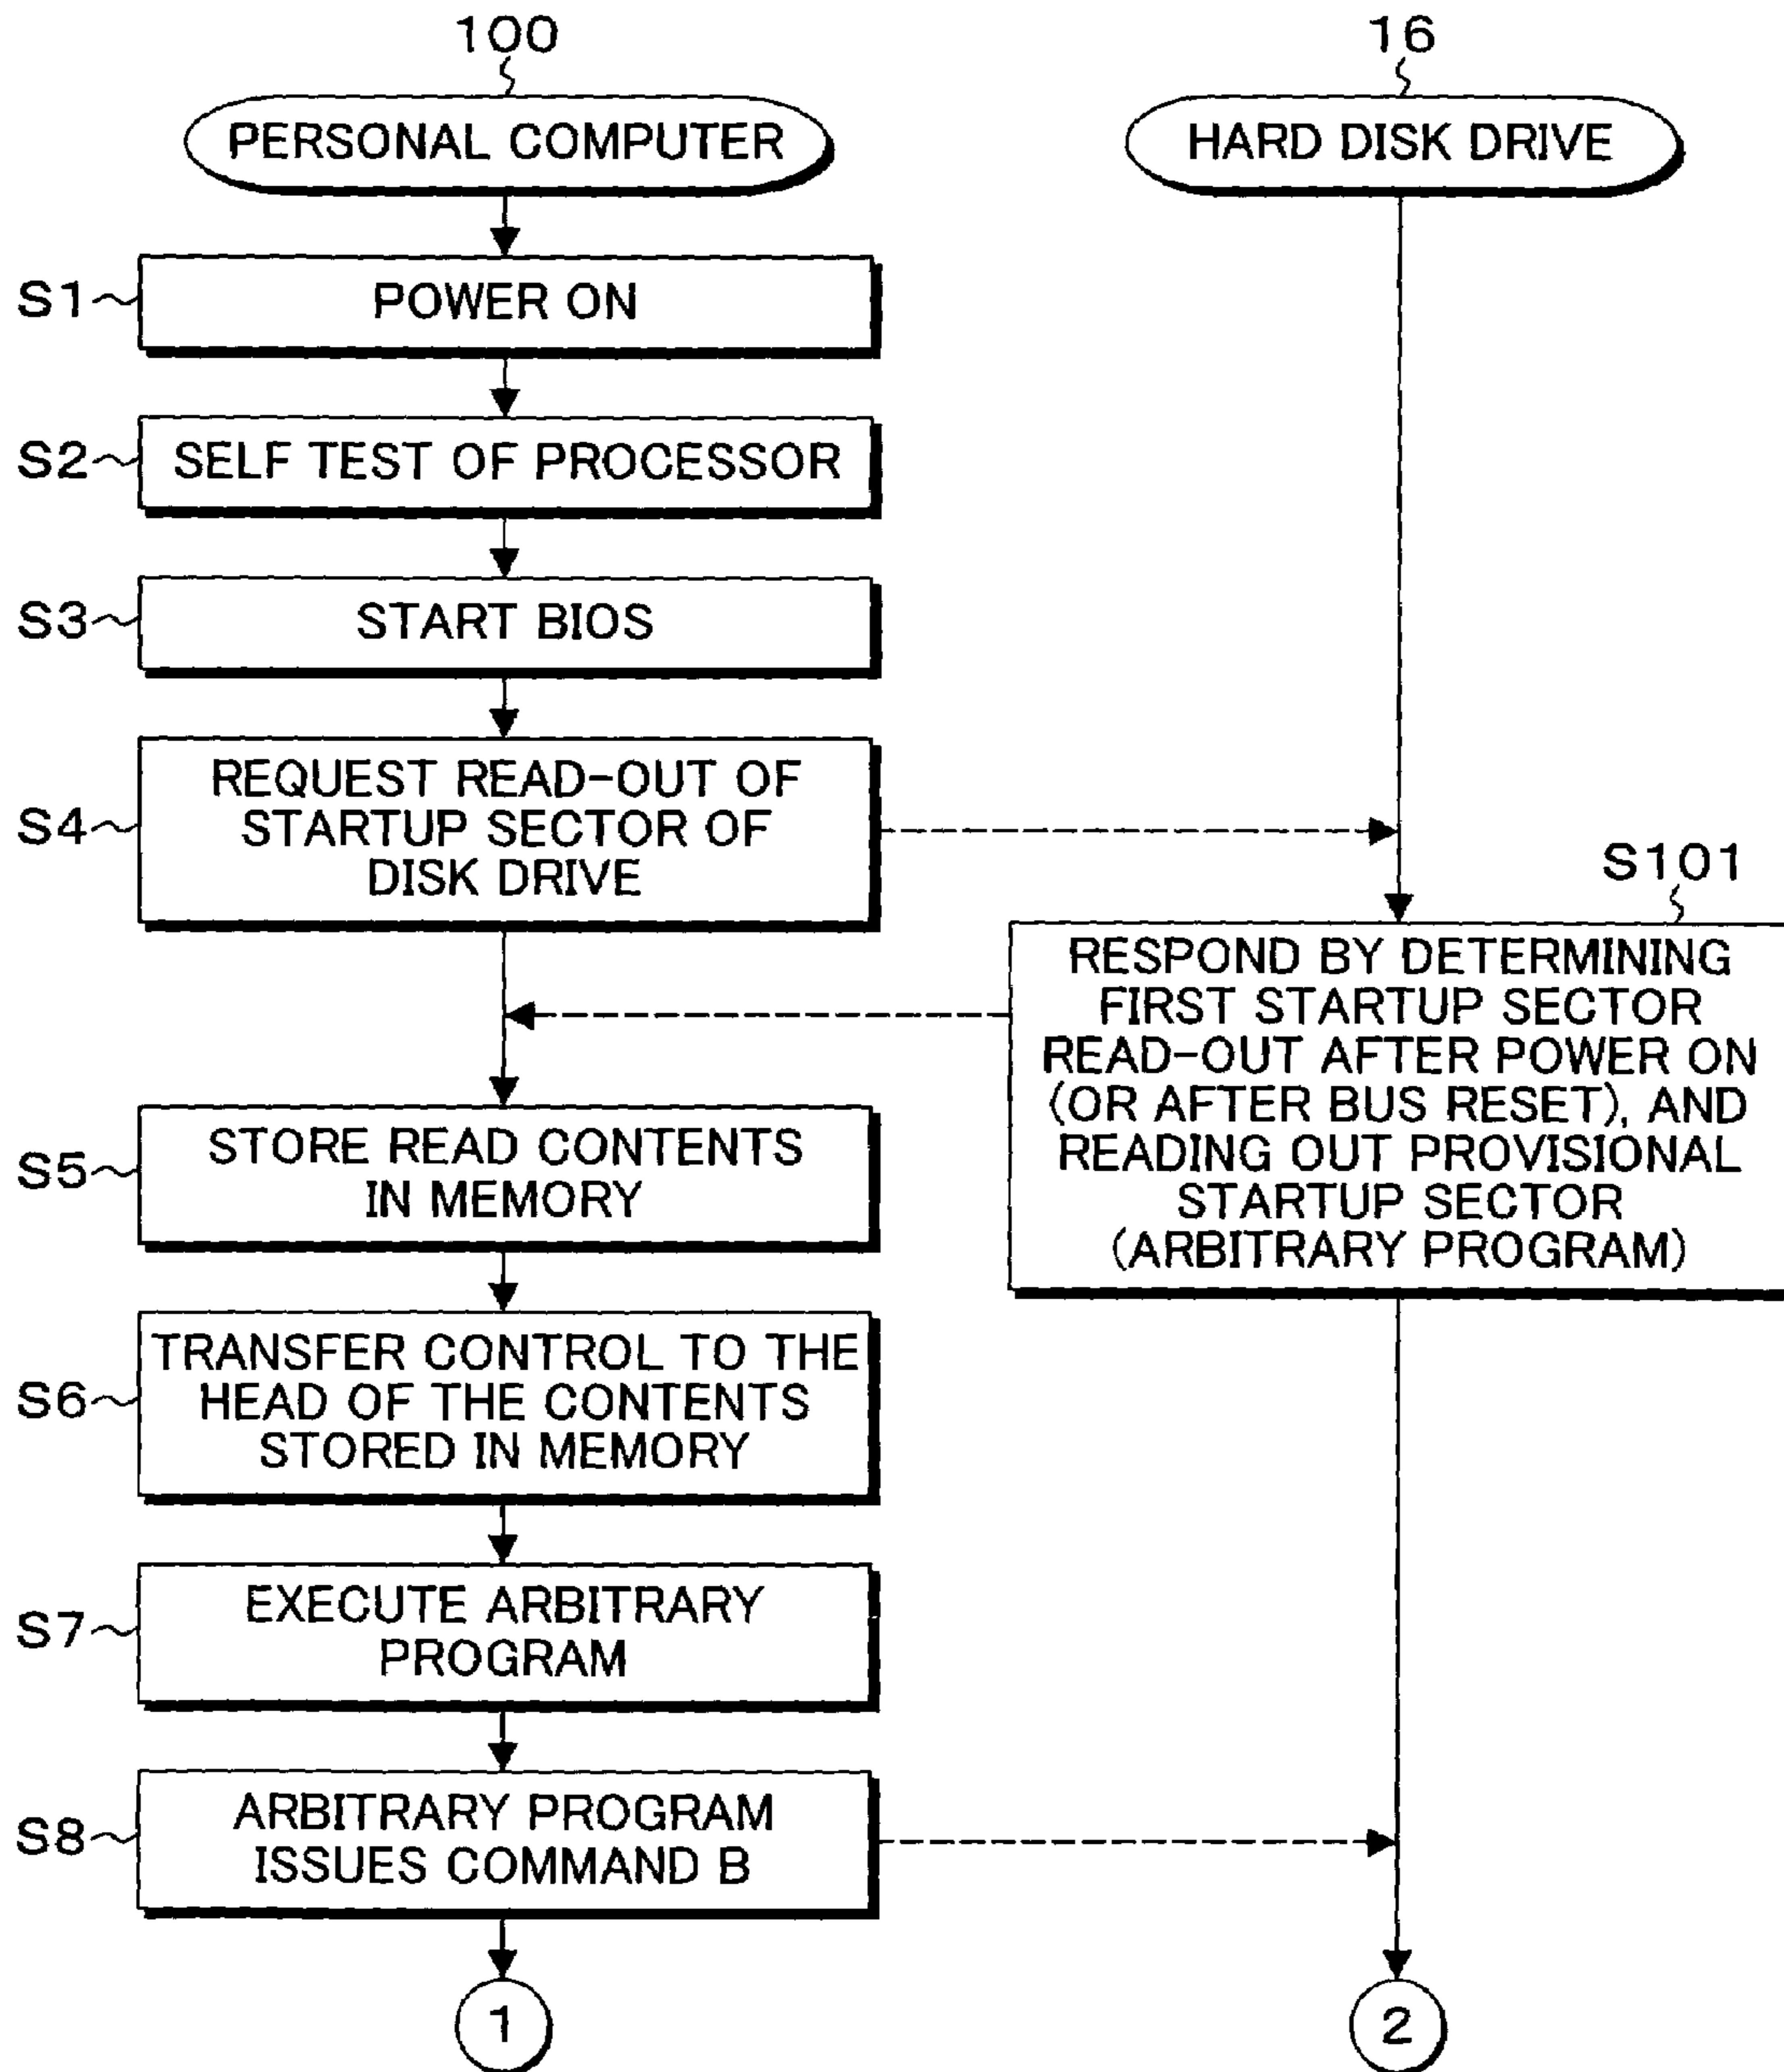 100
PERSONAL COMPUTER
16
HARD DISK DRIVE
S1
POWER ON
S2
SELF TEST OF PROCESSOR
S3
START BIOS
S4
REQUEST READ-OUT OF
STARTUP SECTOR OF
DISK DRIVE
S101
RESPOND BY DETERMINING
FIRST STARTUP SECTOR
READ-OUT AFTER POWER ON
(OR AFTER BUS RESET), AND
READING OUT PROVISIONAL
STARTUP SECTOR
(ARBITRARY PROGRAM)
S5
STORE READ CONTENTS
IN MEMORY
S6
TRANSFER CONTROL TO THE
HEAD OF THE CONTENTS
STORED IN MEMORY
S7
EXECUTE ARBITRARY
PROGRAM
S8
ARBITRARY PROGRAM
ISSUES COMMAND B
1
2